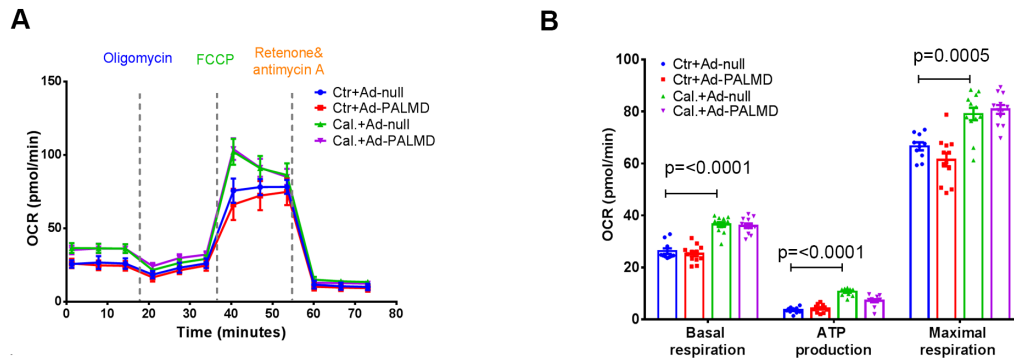 A
Oligomycin
FCCP
Retenone&
antimycin A
Ctr+Ad-null
Ctr+Ad-PALMD
Cal.+Ad-null
Cal.+Ad-PALMD
OCR (pmol/min)
150
100
50
0
0 10 20 30 40 50 60 70 80
Time (minutes)
B
Ctr+Ad-null
Ctr+Ad-PALMD
Cal.+Ad-null
Cal.+Ad-PALMD
p=0.0005
p=<0.0001
p=<0.0001
OCR (pmol/min)
100
80
60
40
20
0
Basal
respiration
ATP
production
Maximal
respiration